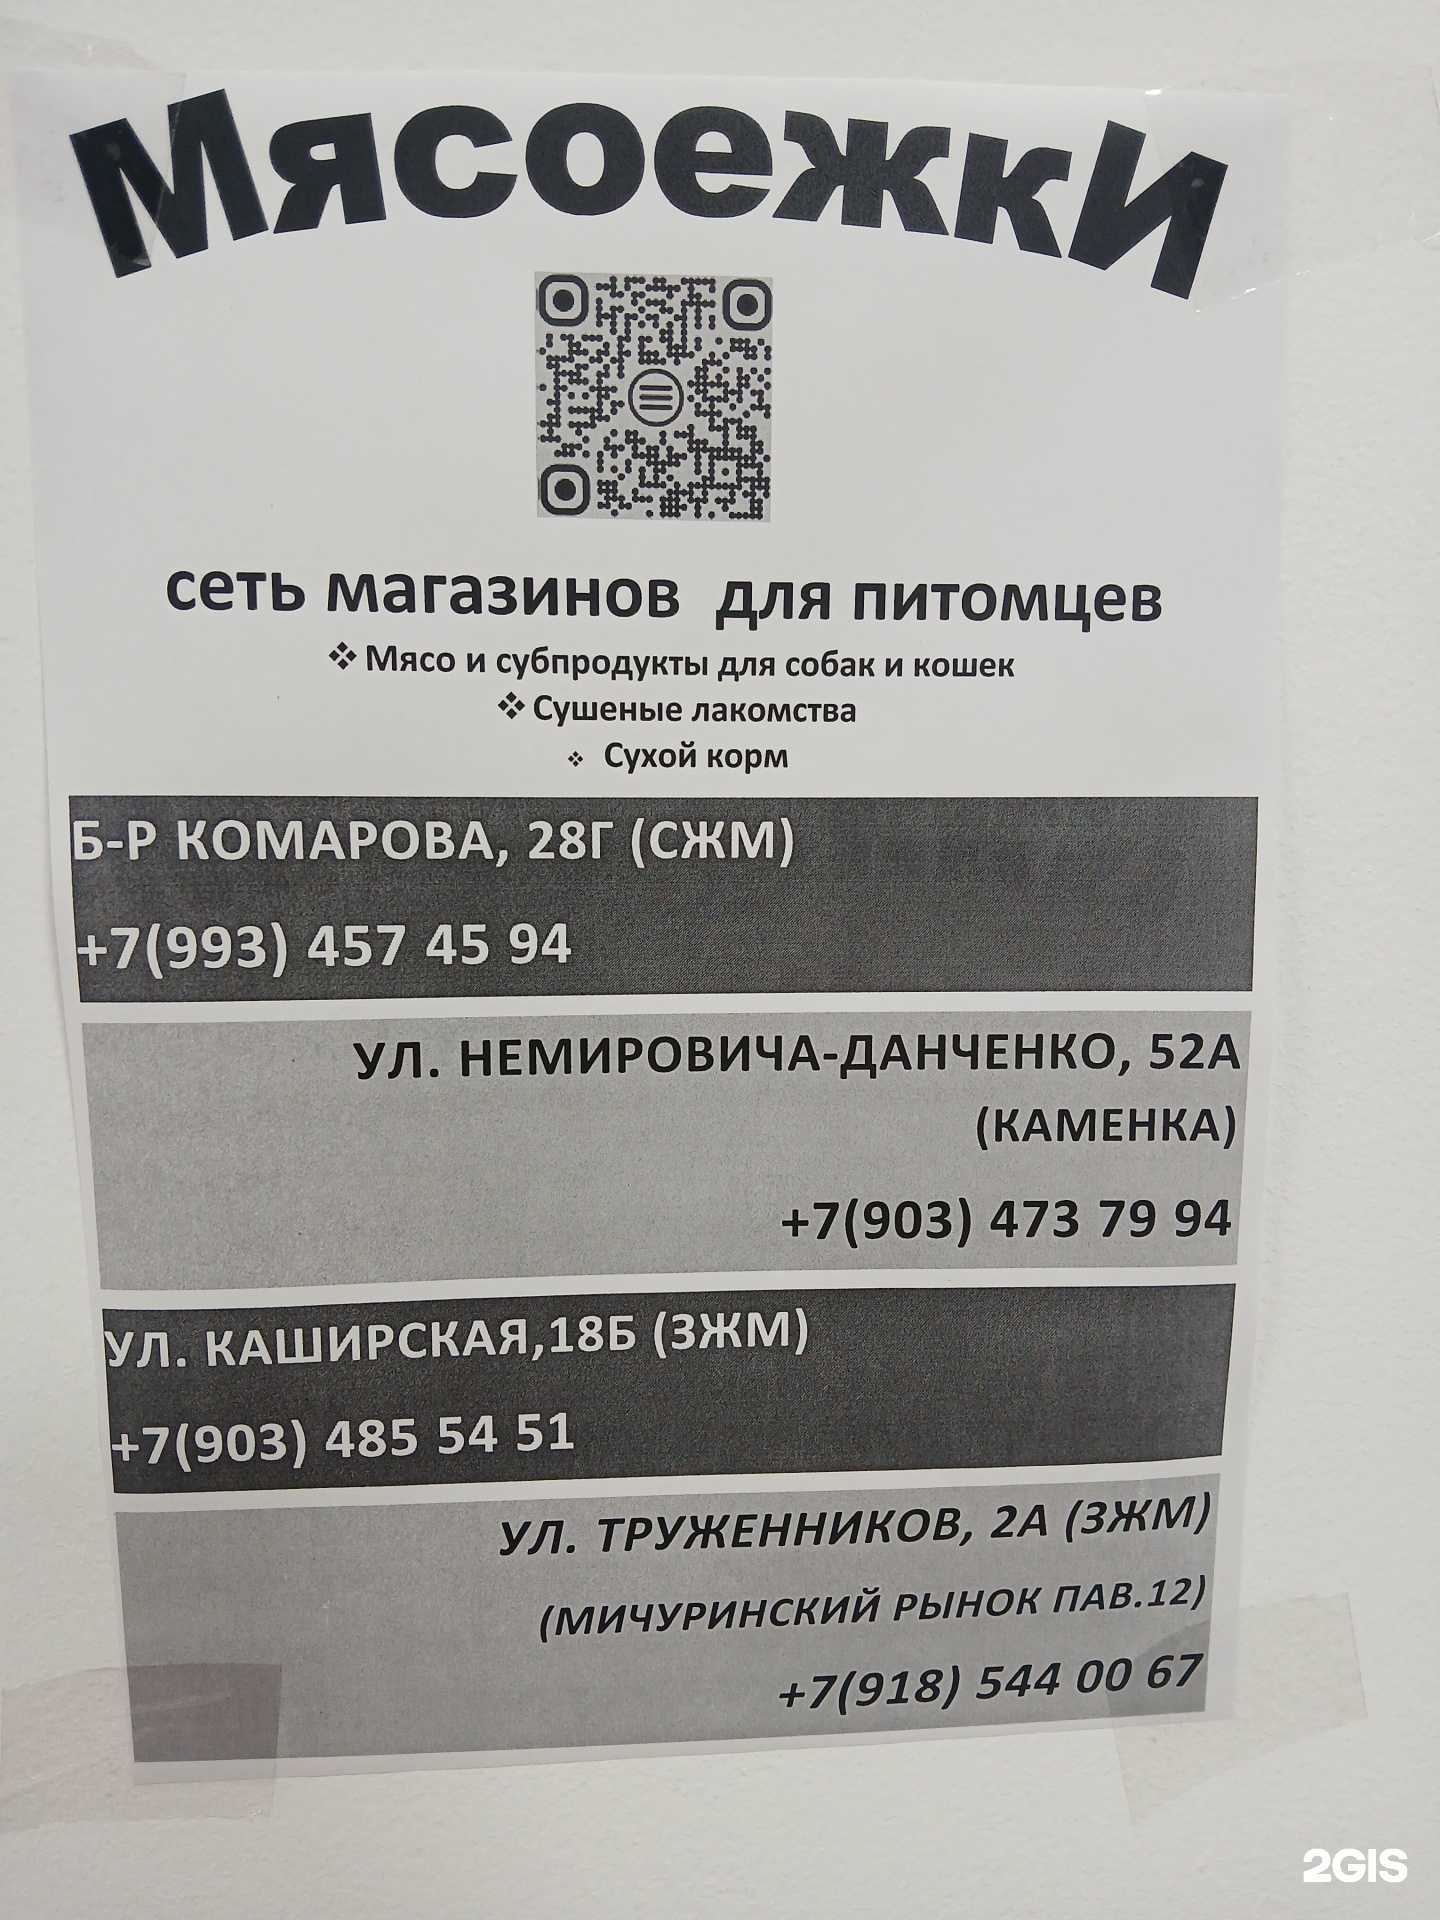 МясоежкИ
сеть магазинов для питомцев
❖ Мясо и субпродукты для собак и кошек
❖ Сушеные лакомства
❖ Сухой корм
Б-Р КОМАРОВА, 28Г (СЖМ)
+7(993) 457 45 94
УЛ. НЕМИРОВИЧА-ДАНЧЕНКО, 52А
(КАМЕНКА)
+7(903) 473 79 94
УЛ. КАШИРСКАЯ,18Б (ЗЖМ)
+7(903) 485 54 51
УЛ. ТРУЖЕННИКОВ, 2А (ЗЖМ)
(МИЧУРИНСКИЙ РЫНОК ПАВ.12)
+7(918) 544 00 67
2GIS